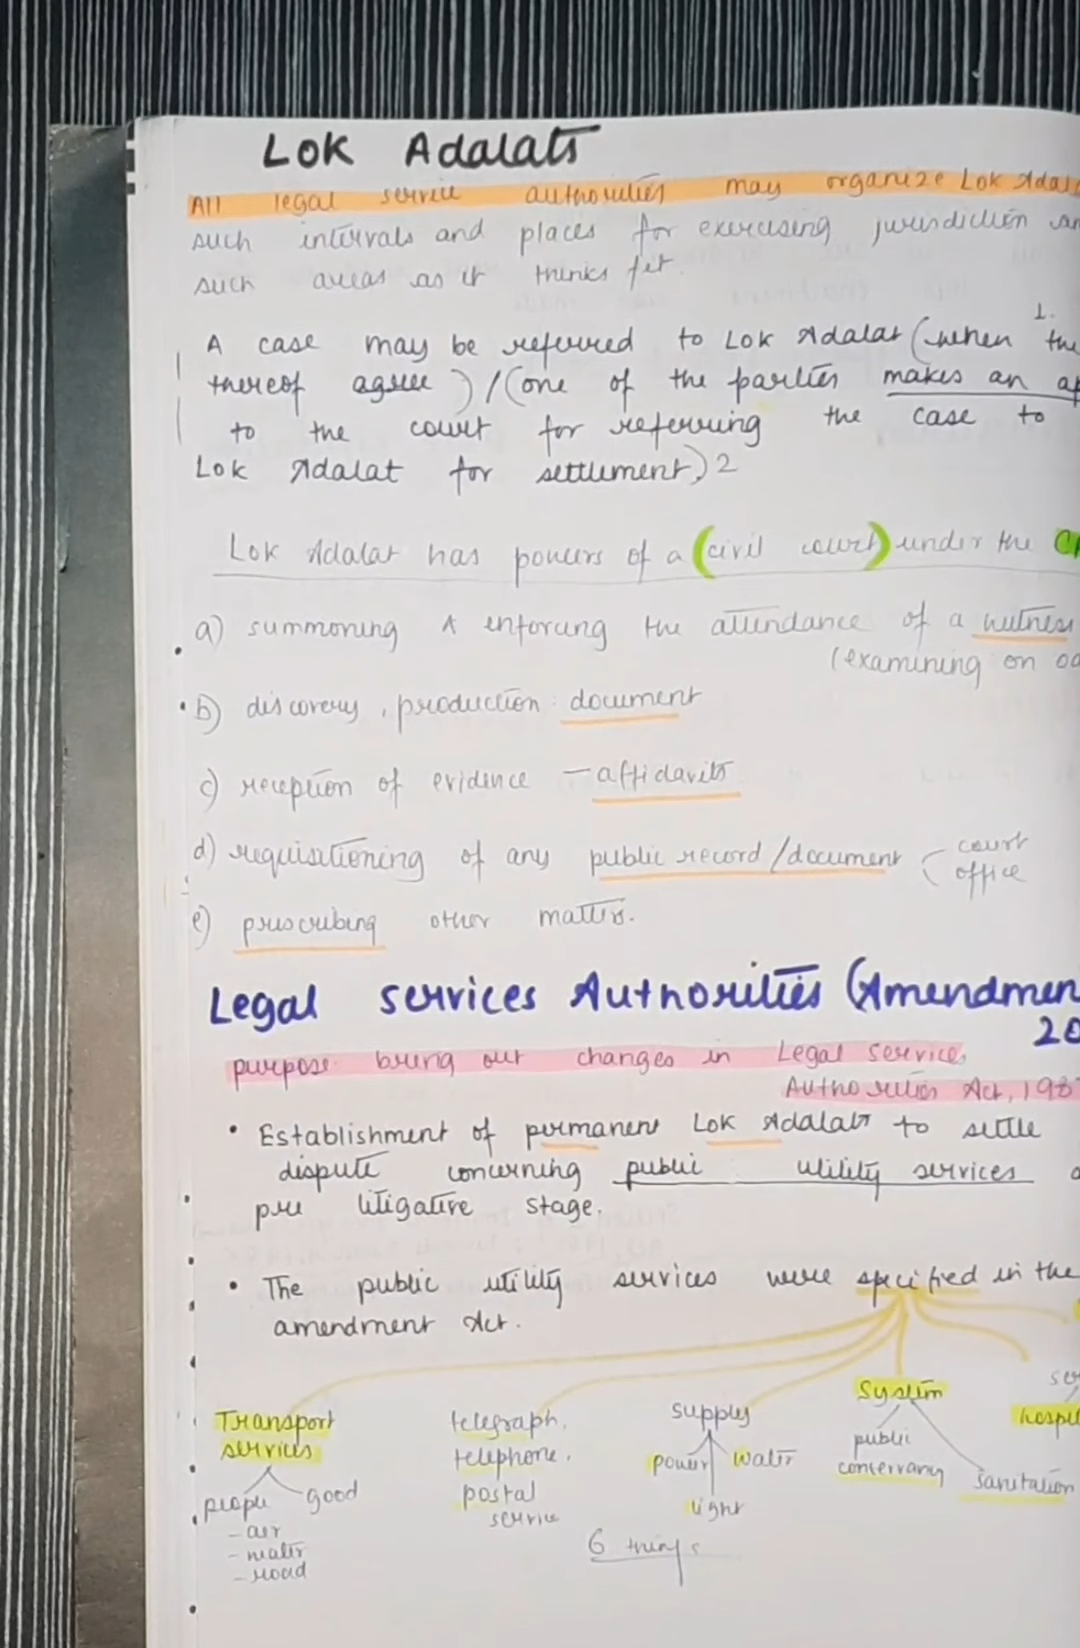 Lok Adalats
All legal service authorities may organize Lok Adal
such intervals and places for exercising jurisdiction an
such areas as it thinks fit.
1.
A case may be referred to Lok Adalat (when the
thereof agree) / (one of the parties makes an ap
to the court for referring the case to
Lok Adalat for settlement.) 2
Lok Adalat has powers of a (civil court) under the
a) summoning & enforcing the attendance of a witness
(examining on oa
b) discovery, production: document
c) reception of evidence - affidavits
d) requisitioning of any public record/document
court
office
e) prescribing other matters.
Legal services Authorities (Amendmen
20
purpose: bring out changes in Legal service
Authorities Act, 198
• Establishment of permanent Lok Adalats to settle
dispute concerning public utility services a
pre litigative stage.
• The public utility services were specified in the
amendment Act.
Transport
services
people good
- air
- water
- road
telegraph,
telephone,
postal
service
supply
power water
light
System
public
conservancy
sanitation
ser
hospi
6 things